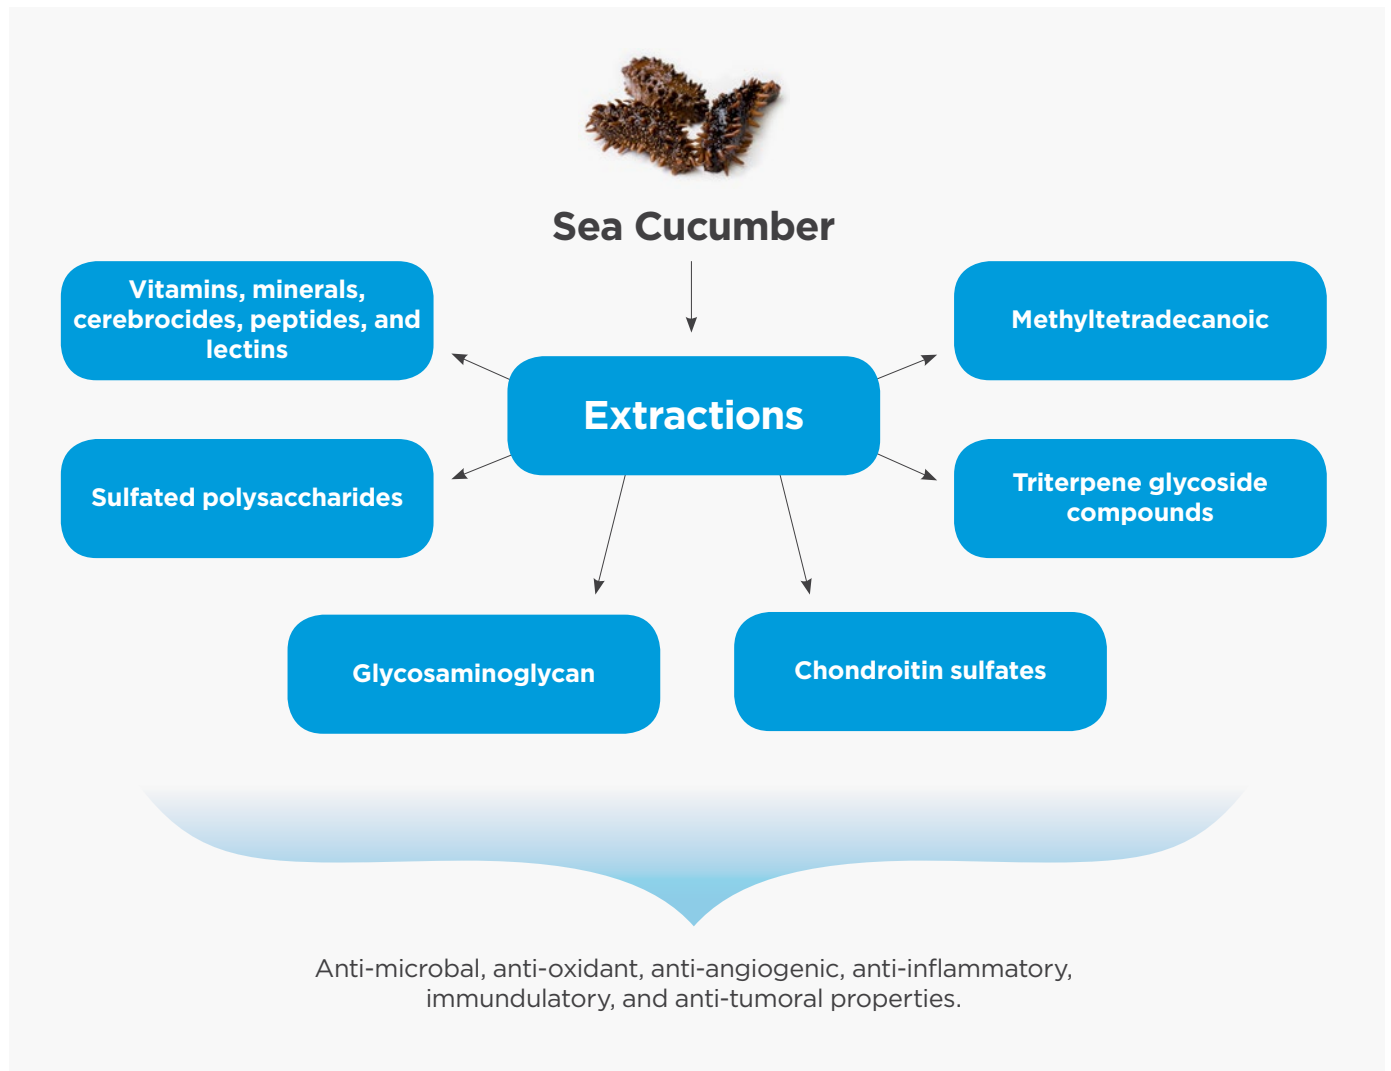 Sea Cucumber
Vitamins, minerals,
cerebrocides, peptides, and
lectins
Methyltetradecanoic
Extractions
Sulfated polysaccharides
Triterpene glycoside
compounds
Glycosaminoglycan
Chondroitin sulfates
Anti-microbal, anti-oxidant, anti-angiogenic, anti-inflammatory,
immundulatory, and anti-tumoral properties.